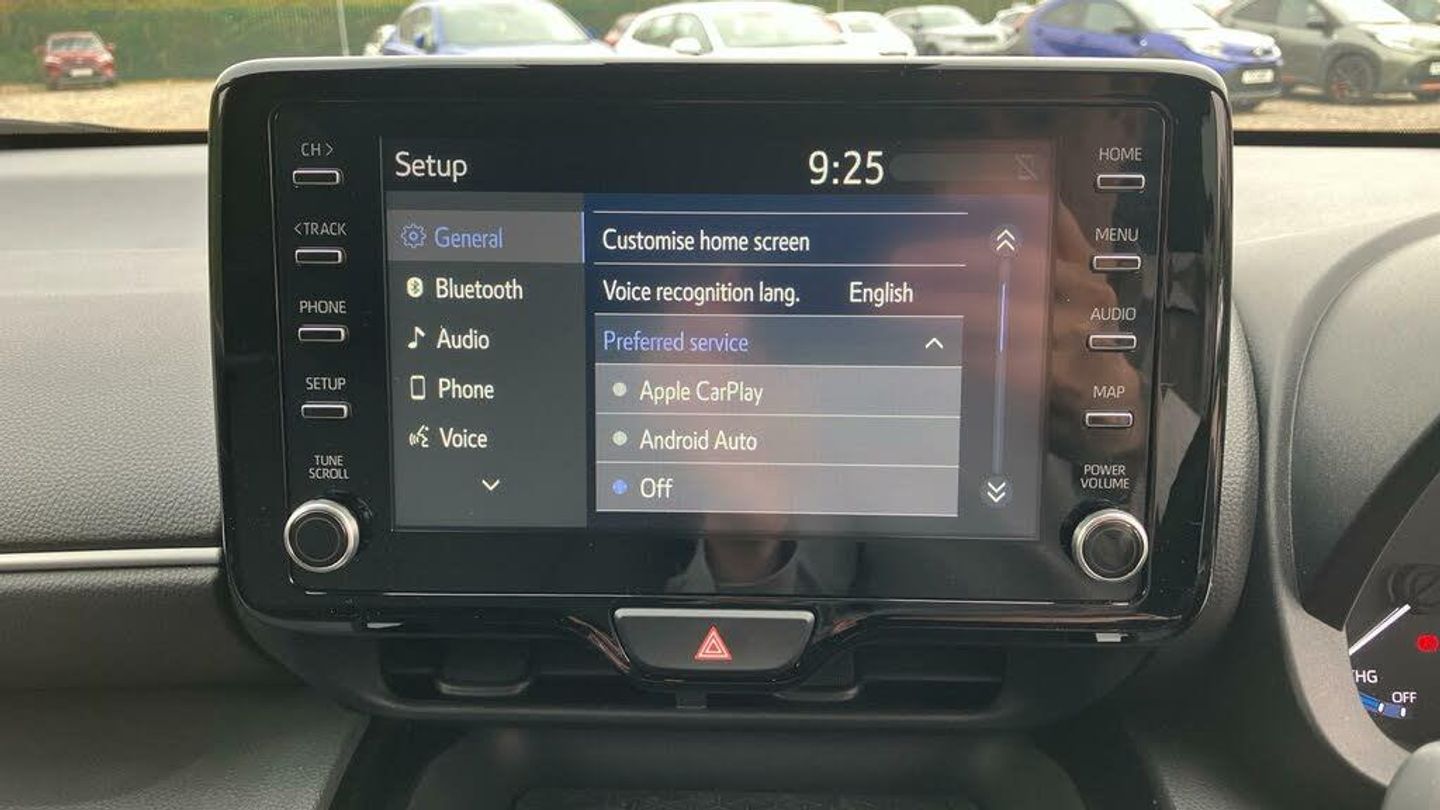 CH>
<TRACK
PHONE
SETUP
TUNE
SCROLL
Setup
9:25
General
Bluetooth
Audio
Phone
Voice
Customise home screen
Voice recognition lang. English
Preferred service
Apple CarPlay
Android Auto
Off
HOME
MENU
AUDIO
MAP
POWER
VOLUME
CHG
OFF